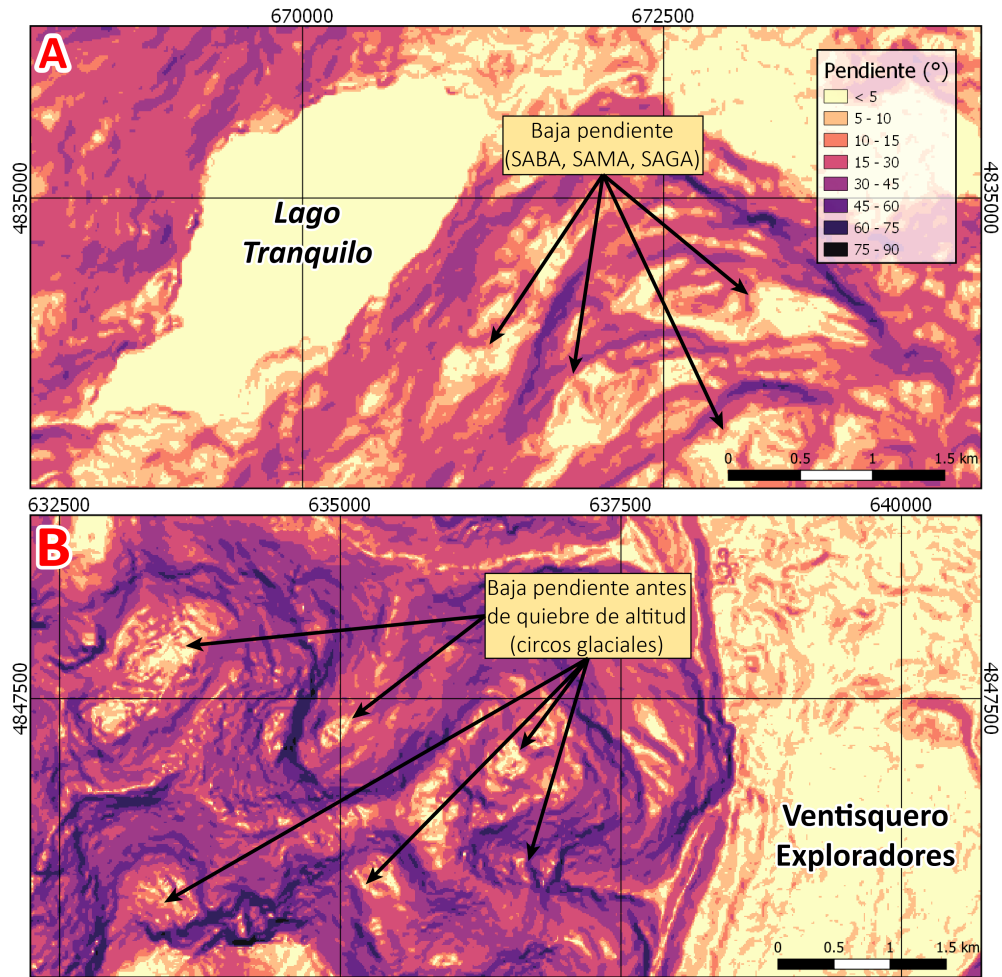 670000
672500
A
Pendiente (°)
< 5
5 - 10
10 - 15
15 - 30
30 - 45
45 - 60
60 - 75
75 - 90
Baja pendiente
(SABA, SAMA, SAGA)
4835000
4835000
Lago
Tranquilo
0
0.5
1
1.5 km
632500
635000
637500
640000
B
Baja pendiente antes
de quiebre de altitud
(circos glaciales)
4847500
4847500
Ventisquero
Exploradores
0
0.5
1
1.5 km